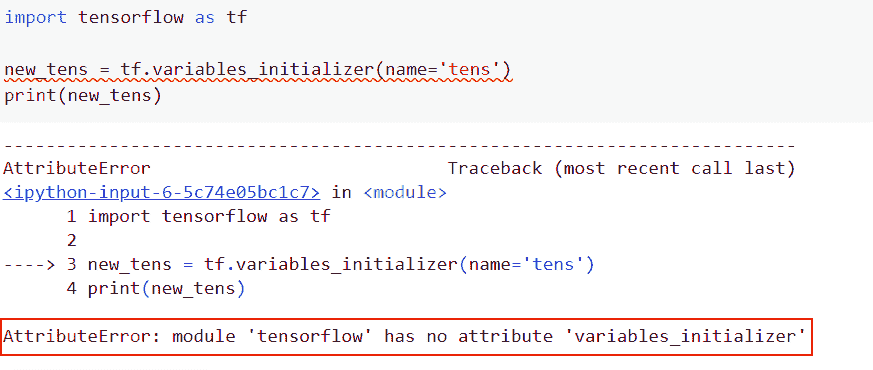 import tensorflow as tf
new_tens = tf.variables_initializer(name='tens')
print(new_tens)
---------------------------------------------------------------------------
AttributeError                            Traceback (most recent call last)
<ipython-input-6-5c74e05bc1c7> in <module>
      1 import tensorflow as tf
      2
----> 3 new_tens = tf.variables_initializer(name='tens')
      4 print(new_tens)
AttributeError: module 'tensorflow' has no attribute 'variables_initializer'